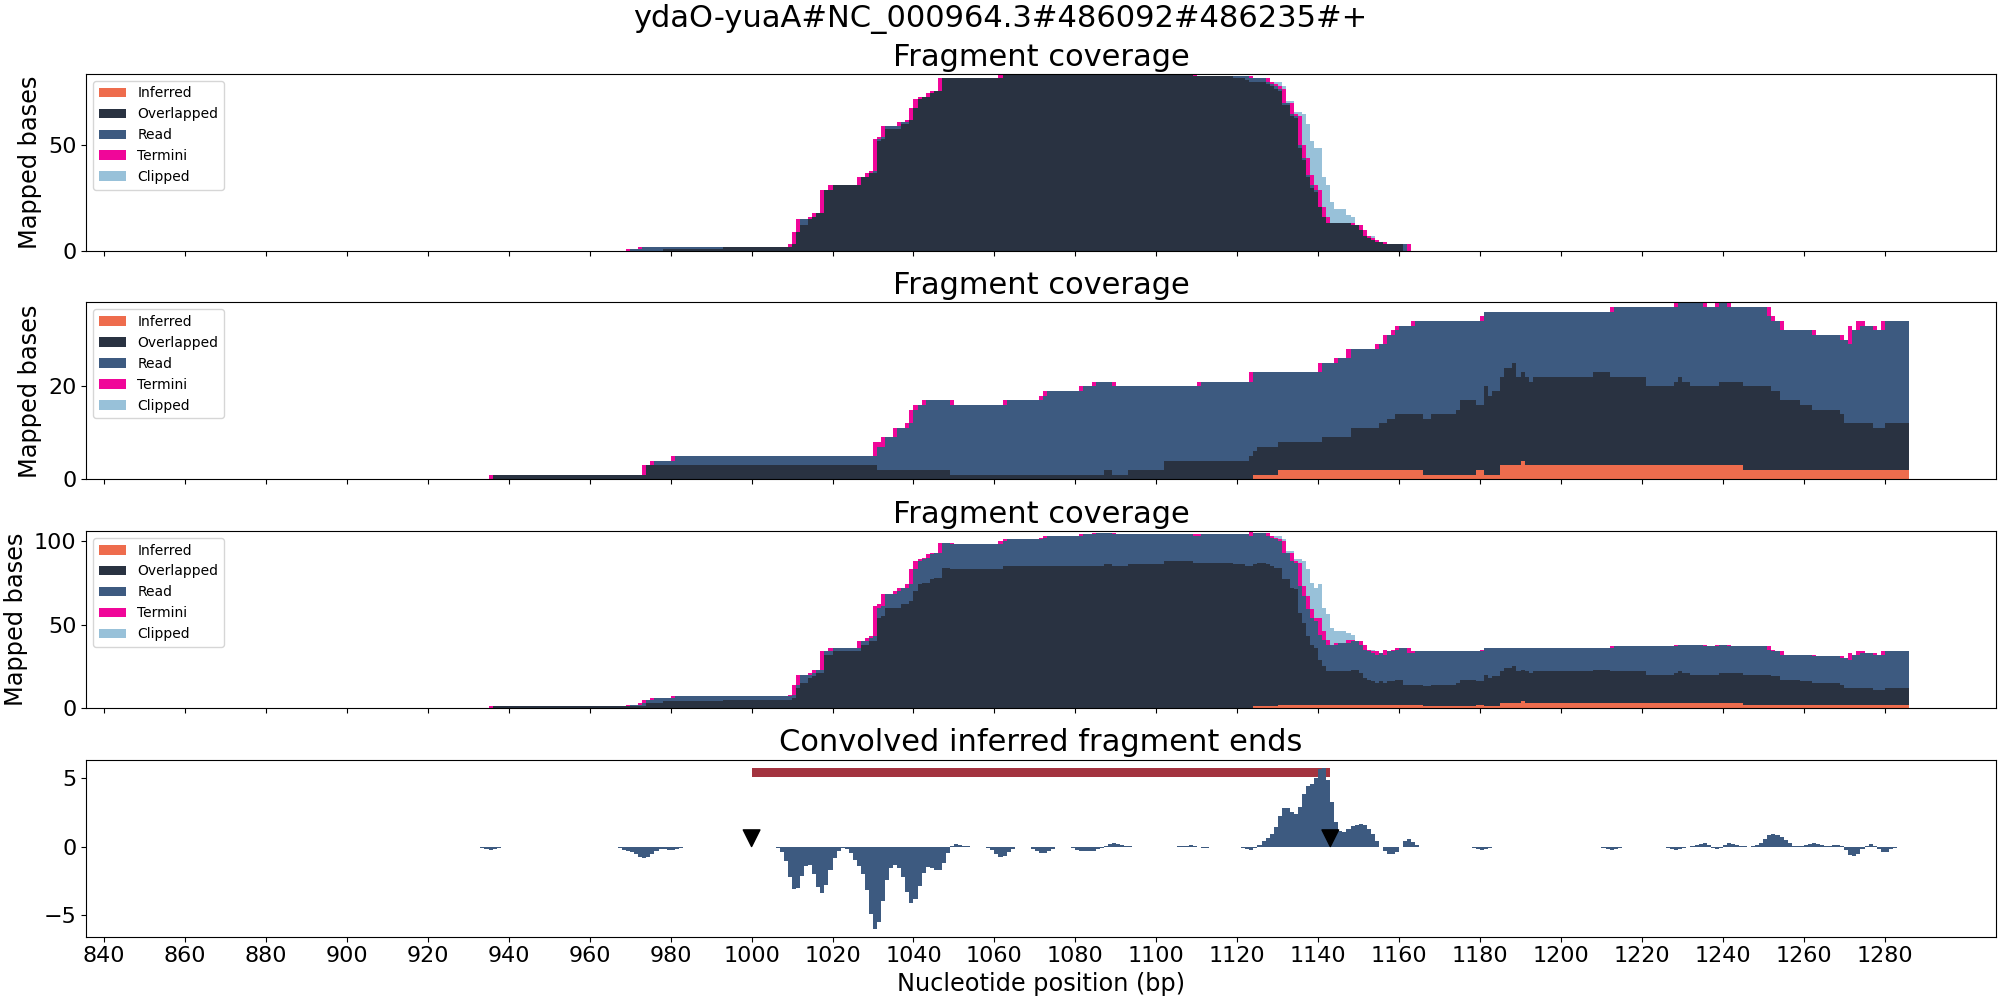 ydaO-yuaA#NC_000964.3#486092#486235#+
Fragment coverage
Mapped bases
50
0
Inferred
Overlapped
Read
Termini
Clipped
Fragment coverage
Mapped bases
20
0
Inferred
Overlapped
Read
Termini
Clipped
Fragment coverage
Mapped bases
100
50
0
Inferred
Overlapped
Read
Termini
Clipped
Convolved inferred fragment ends
5
0
−5
840 860 880 900 920 940 960 980 1000 1020 1040 1060 1080 1100 1120 1140 1160 1180 1200 1220 1240 1260 1280
Nucleotide position (bp)